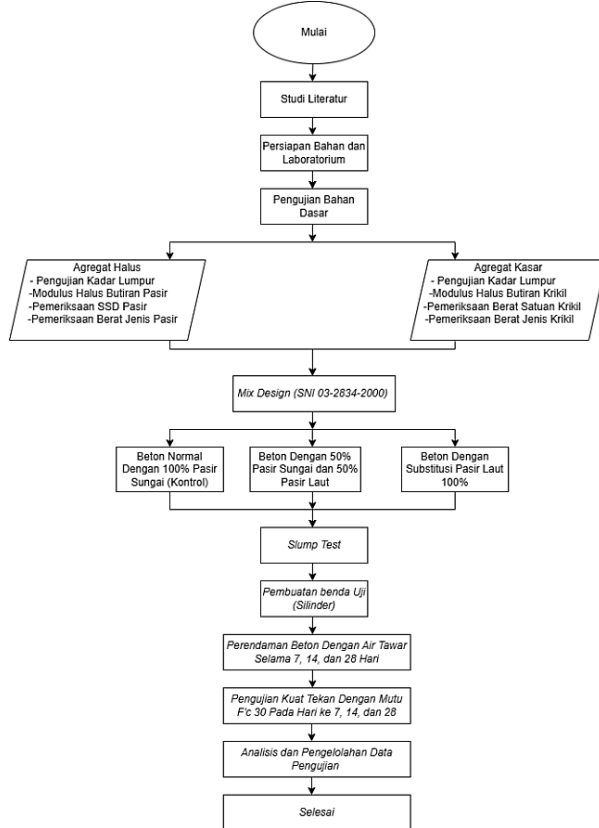 Mulai
Studi Literatur
Persiapan Bahan dan
Laboratorium
Pengujian Bahan
Dasar
Agregat Halus
- Pengujian Kadar Lumpur
-Modulus Halus Butiran Pasir
-Pemeriksaan SSD Pasir
-Pemeriksaan Berat Jenis Pasir
Agregat Kasar
- Pengujian Kadar Lumpur
-Modulus Halus Butiran Krikil
-Pemeriksaan Berat Satuan Krikil
-Pemeriksaan Berat Jenis Krikil
Mix Design (SNI 03-2834-2000)
Beton Normal
Dengan 100% Pasir
Sungai (Kontrol)
Beton Dengan 50%
Pasir Sungai dan 50%
Pasir Laut
Beton Dengan
Substitusi Pasir Laut
100%
Slump Test
Pembuatan benda Uji
(Silinder)
Perendaman Beton Dengan Air Tawar
Selama 7, 14, dan 28 Hari
Pengujian Kuat Tekan Dengan Mutu
F'c 30 Pada Hari ke 7, 14, dan 28
Analisis dan Pengelolahan Data
Pengujian
Selesai